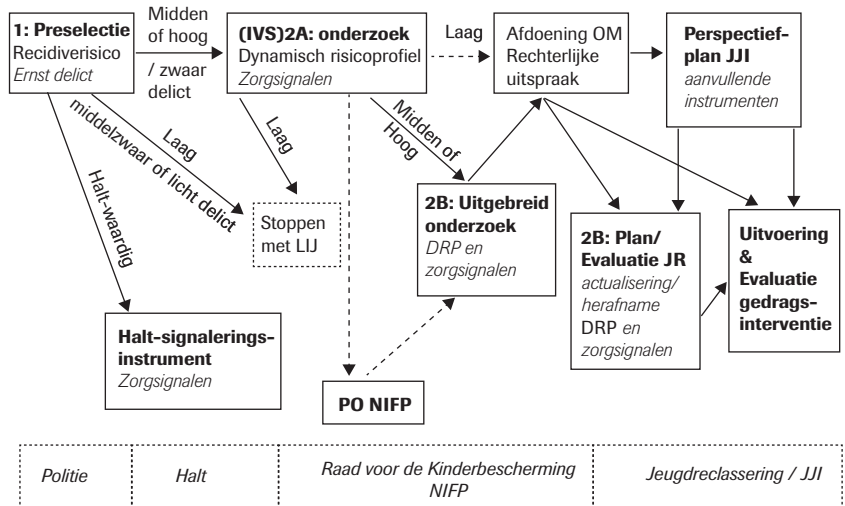 1: Preselectie
Recidiverisico
Ernst delict
Midden
of hoog
/ zwaar
delict
(IVS)2A: onderzoek
Dynamisch risicoprofiel
Zorgsignalen
Laag
Afdoening OM
Rechterlijke
uitspraak
Perspectief-
plan JJI
aanvullende
instrumenten
Laag
middelzwaar of licht delict
Halt-waardig
Laag
Midden of
Hoog
Stoppen
met LIJ
2B: Uitgebreid
onderzoek
DRP en
zorgsignalen
2B: Plan/
Evaluatie JR
actualisering/
herafname
DRP en
zorgsignalen
Uitvoering
&
Evaluatie
gedrags-
interventie
Halt-signalerings-
instrument
Zorgsignalen
PO NIFP
Politie
Halt
Raad voor de Kinderbescherming
NIFP
Jeugdreclassering / JJI